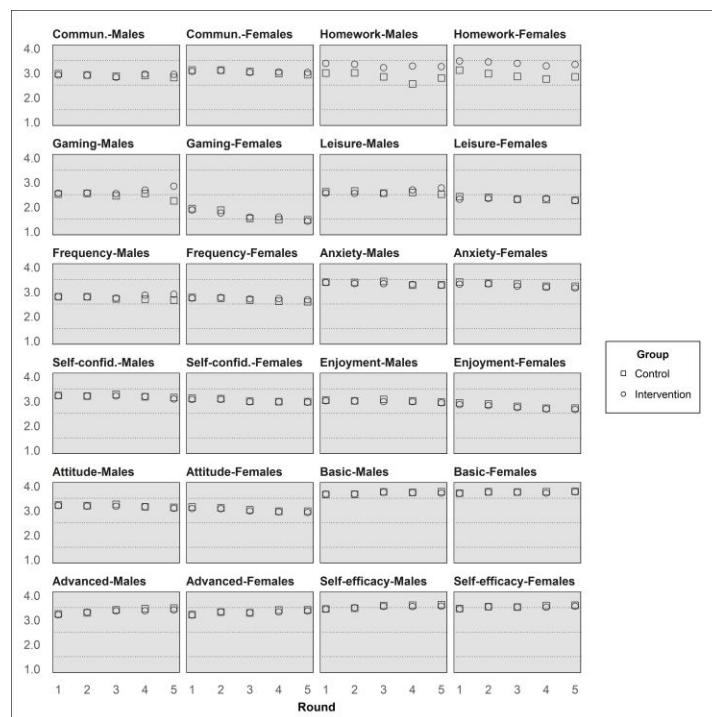 Commun.-Males Commun.-Females Homework-Males Homework-Females
4.0
3.0
2.0
1.0
Gaming-Males Gaming-Females Leisure-Males Leisure-Females
4.0
3.0
2.0
1.0
Frequency-Males Frequency-Females Anxiety-Males Anxiety-Females
4.0
3.0
2.0
1.0
Self-confid.-Males Self-confid.-Females Enjoyment-Males Enjoyment-Females
4.0
3.0
2.0
1.0
Attitude-Males Attitude-Females Basic-Males Basic-Females
4.0
3.0
2.0
1.0
Advanced-Males Advanced-Females Self-efficacy-Males Self-efficacy-Females
4.0
3.0
2.0
1.0
1 2 3 4 5 1 2 3 4 5 1 2 3 4 5 1 2 3 4 5
Round
Group
Control
Intervention